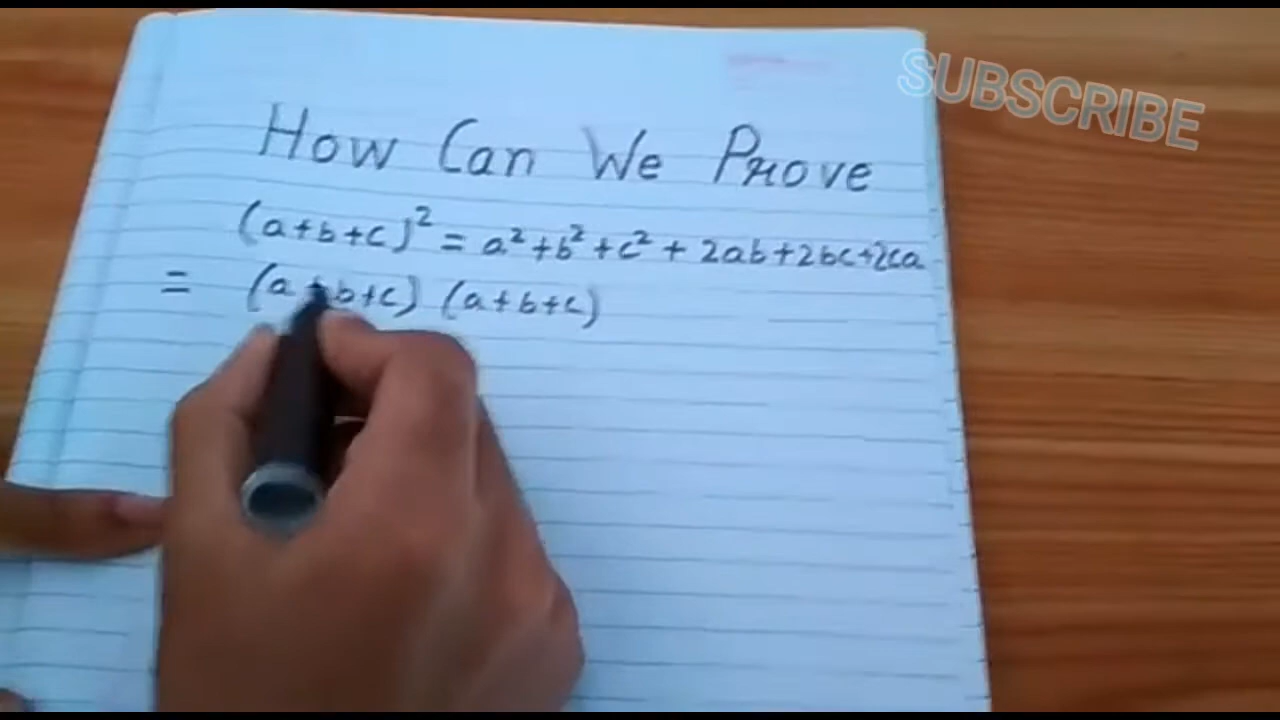 SUBSCRIBE
How Can We Prove
(a+b+c)² = a²+b²+c² + 2ab+2bc+2ca
= (a+b+c) (a+b+c)